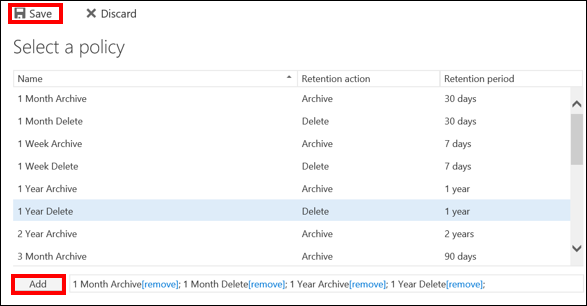 Save Discard
Select a policy
Name Retention action Retention period
1 Month Archive Archive 30 days
1 Month Delete Delete 30 days
1 Week Archive Archive 7 days
1 Week Delete Delete 7 days
1 Year Archive Archive 1 year
1 Year Delete Delete 1 year
2 Year Archive Archive 2 years
3 Month Archive Archive 90 days
Add 1 Month Archive[remove]; 1 Month Delete[remove]; 1 Year Archive[remove]; 1 Year Delete[remove];